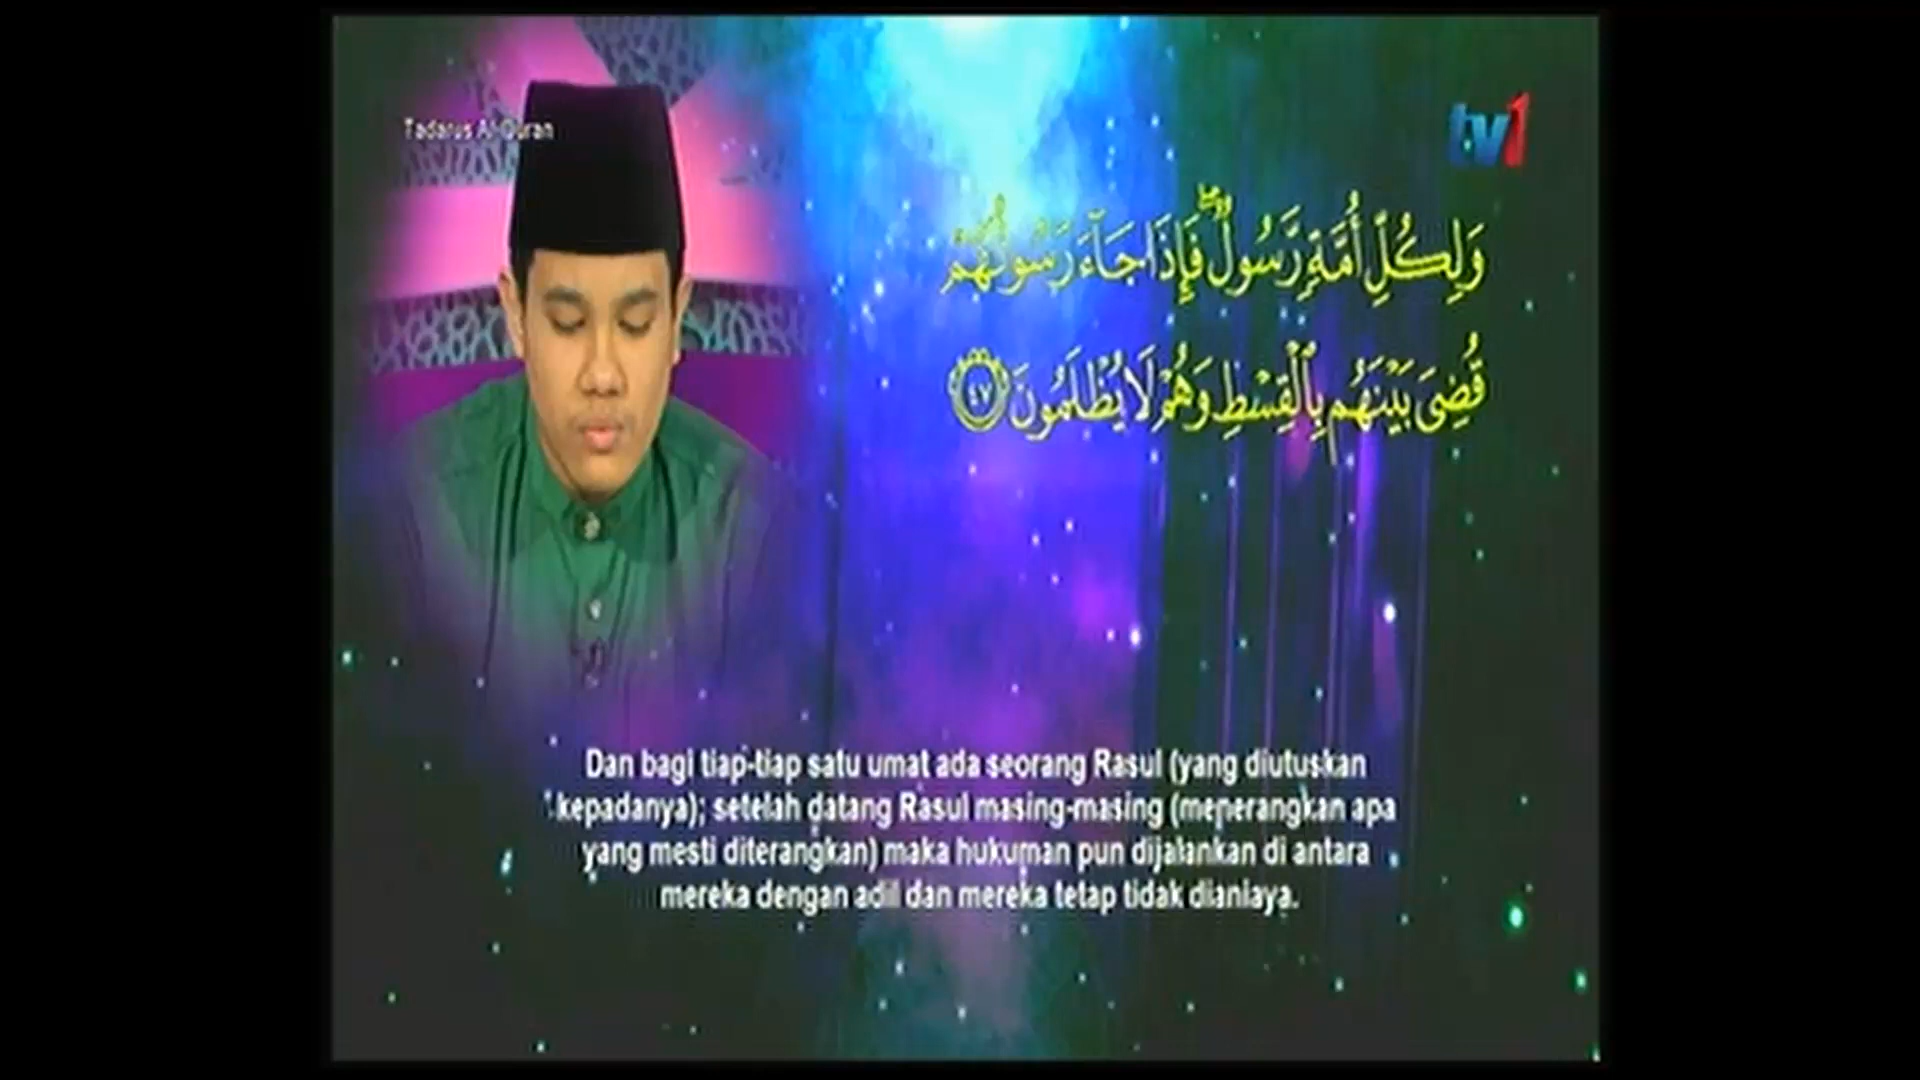 Tadarus Al-Quran
tv1
وَلِكُلِّ أُمَّةٍ رَّسُولٌ ۖ فَإِذَا جَآءَ رَسُولُهُمْ
قُضِىَ بَيْنَهُم بِٱلْقِسْطِ وَهُمْ لَا يُظْلَمُونَ ٤٧
Dan bagi tiap-tiap satu umat ada seorang Rasul (yang diutuskan
kepadanya); setelah datang Rasul masing-masing (menerangkan apa
yang mesti diterangkan) maka hukuman pun dijalankan di antara
mereka dengan adil dan mereka tetap tidak dianiaya.